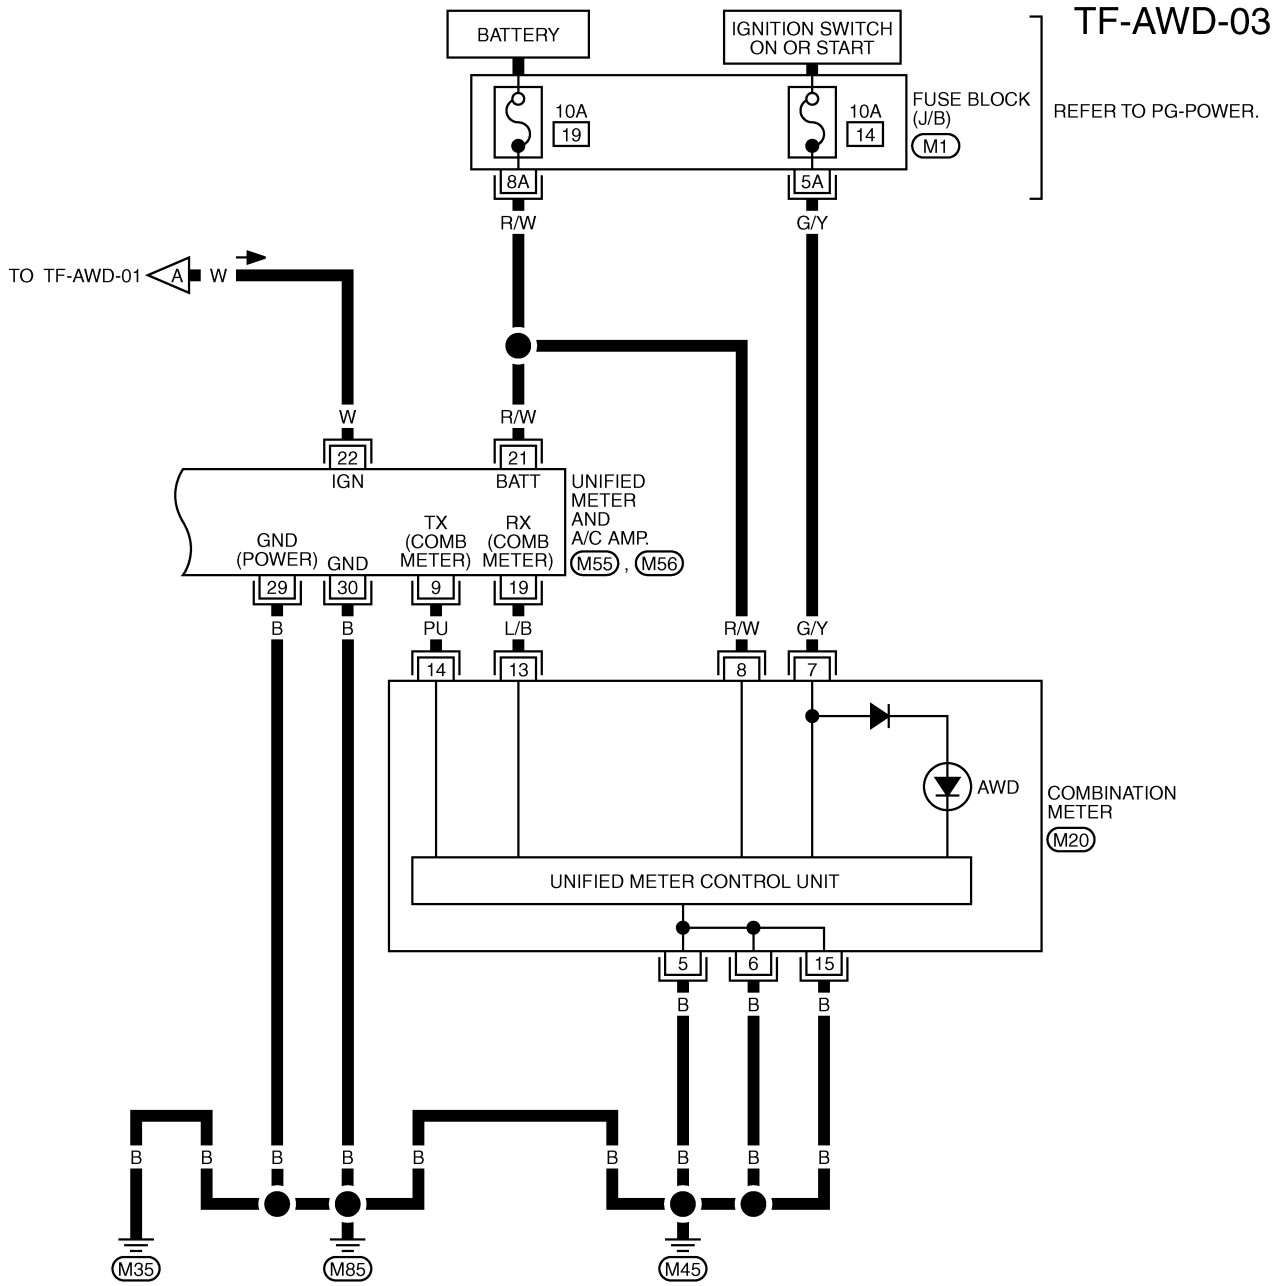 TF-AWD-03
BATTERY
IGNITION SWITCH
ON OR START
10A
19
10A
14
FUSE BLOCK
(J/B)
M1
REFER TO PG-POWER.
8A
5A
R/W
G/Y
TO TF-AWD-01
A
W
W
R/W
22
21
IGN
BATT
UNIFIED
METER
AND
A/C AMP.
M55 , M56
GND
(POWER)
GND
TX
(COMB
METER)
RX
(COMB
METER)
29
30
9
19
B
B
PU
L/B
R/W
G/Y
14
13
8
7
AWD
COMBINATION
METER
M20
UNIFIED METER CONTROL UNIT
5
6
15
B
B
B
B
B
B
B
B
B
B
B
B
M35
M85
M45